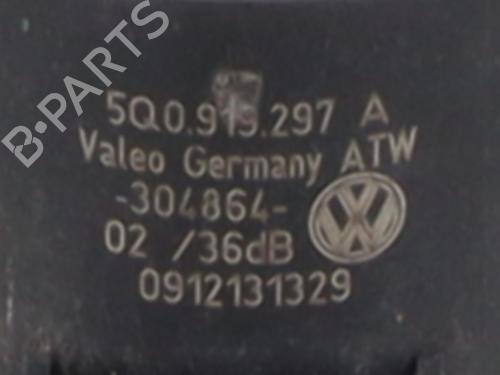 B-PARTS
5Q0.919.297 A
Valeo Germany ATW
-304864-
02 /36dB
0912131329